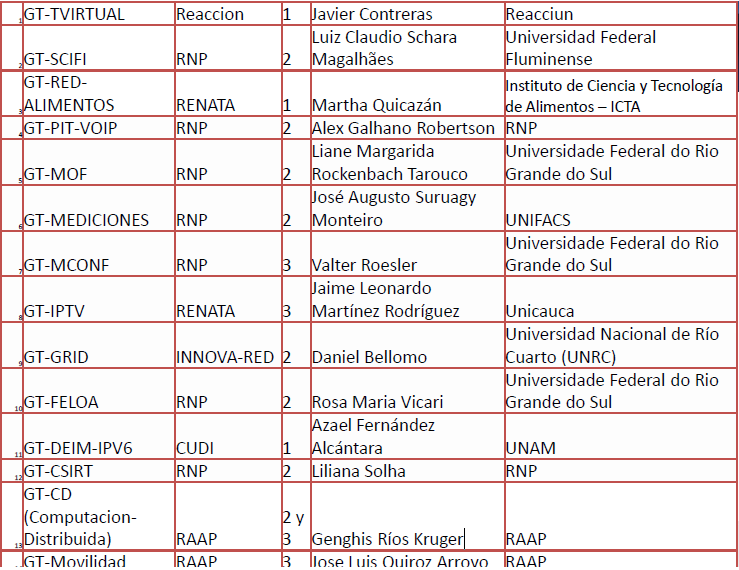 1 GT-TVIRTUAL Reaccion 1 Javier Contreras Reacciun
Luiz Claudio Schara Universidad Federal
2 GT-SCIFI RNP 2 Magalhães Fluminense
GT-RED- Instituto de Ciencia y Tecnología
3 ALIMENTOS RENATA 1 Martha Quicazán de Alimentos – ICTA
4 GT-PIT-VOIP RNP 2 Alex Galhano Robertson RNP
Liane Margarida Universidade Federal do Rio
5 GT-MOF RNP 2 Rockenbach Tarouco Grande do Sul
José Augusto Suruagy
6 GT-MEDICIONES RNP 2 Monteiro UNIFACS
Universidade Federal do Rio
7 GT-MCONF RNP 3 Valter Roesler Grande do Sul
Jaime Leonardo
8 GT-IPTV RENATA 3 Martínez Rodríguez Unicauca
Universidad Nacional de Río
9 GT-GRID INNOVA-RED 2 Daniel Bellomo Cuarto (UNRC)
Universidade Federal do Rio
10 GT-FELOA RNP 2 Rosa Maria Vicari Grande do Sul
Azael Fernández
11 GT-DEIM-IPV6 CUDI 1 Alcántara UNAM
12 GT-CSIRT RNP 2 Liliana Solha RNP
GT-CD
(Computacion- 2 y
13 Distribuida) RAAP 3 Genghis Ríos Kruger RAAP
GT-Movilidad RAAP 3 Jose Luis Quiroz Arroyo RAAP